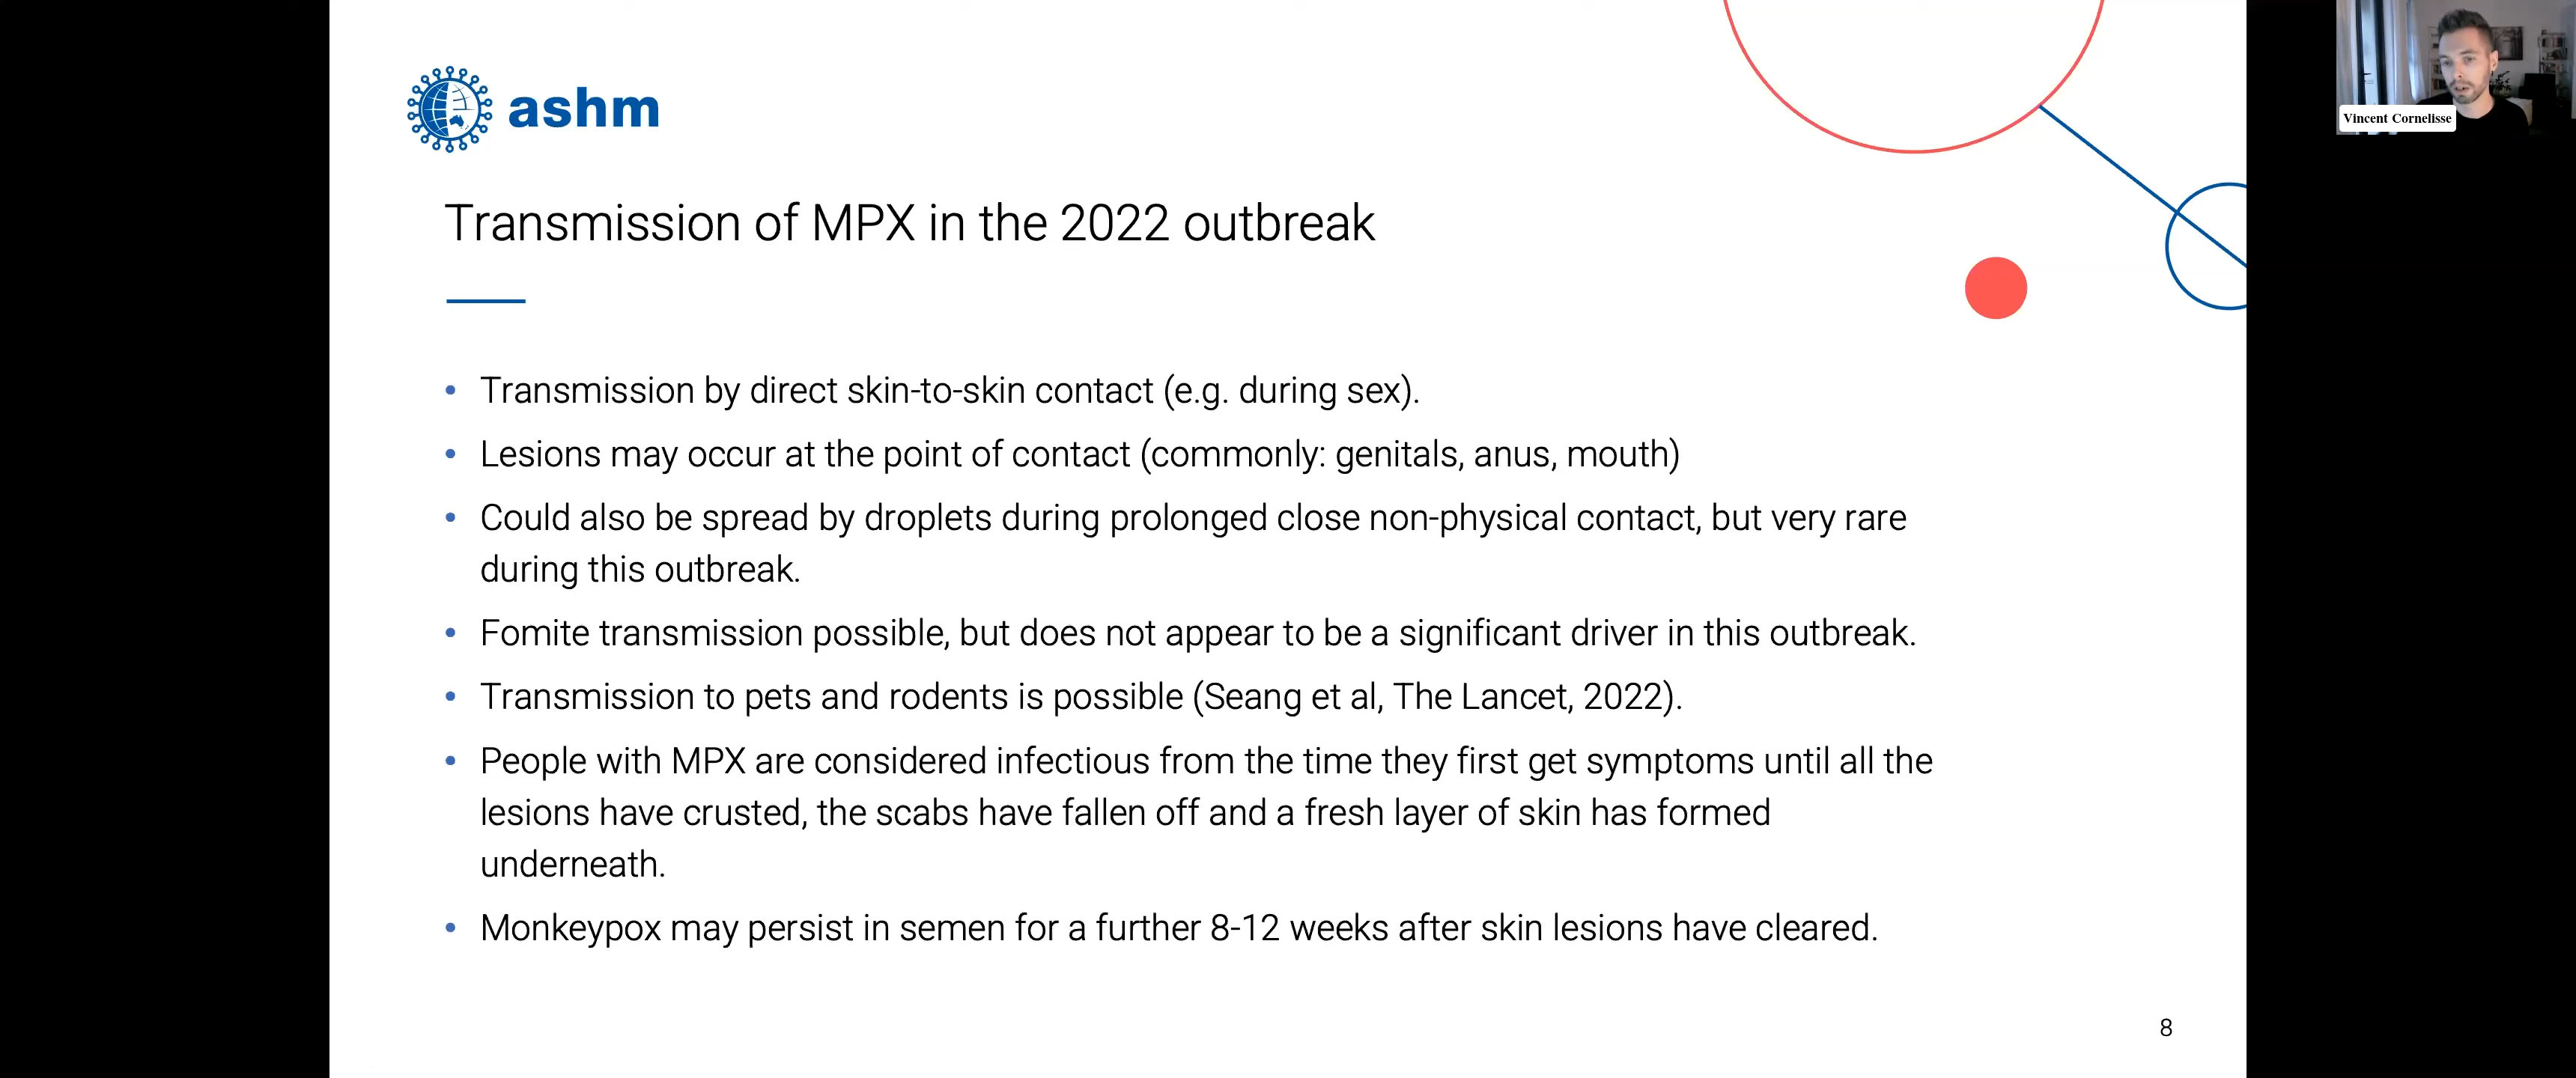 ashm
Vincent Cornelisse
Transmission of MPX in the 2022 outbreak
• Transmission by direct skin-to-skin contact (e.g. during sex).
• Lesions may occur at the point of contact (commonly: genitals, anus, mouth)
• Could also be spread by droplets during prolonged close non-physical contact, but very rare
during this outbreak.
• Fomite transmission possible, but does not appear to be a significant driver in this outbreak.
• Transmission to pets and rodents is possible (Seang et al, The Lancet, 2022).
• People with MPX are considered infectious from the time they first get symptoms until all the
lesions have crusted, the scabs have fallen off and a fresh layer of skin has formed
underneath.
• Monkeypox may persist in semen for a further 8-12 weeks after skin lesions have cleared.
8